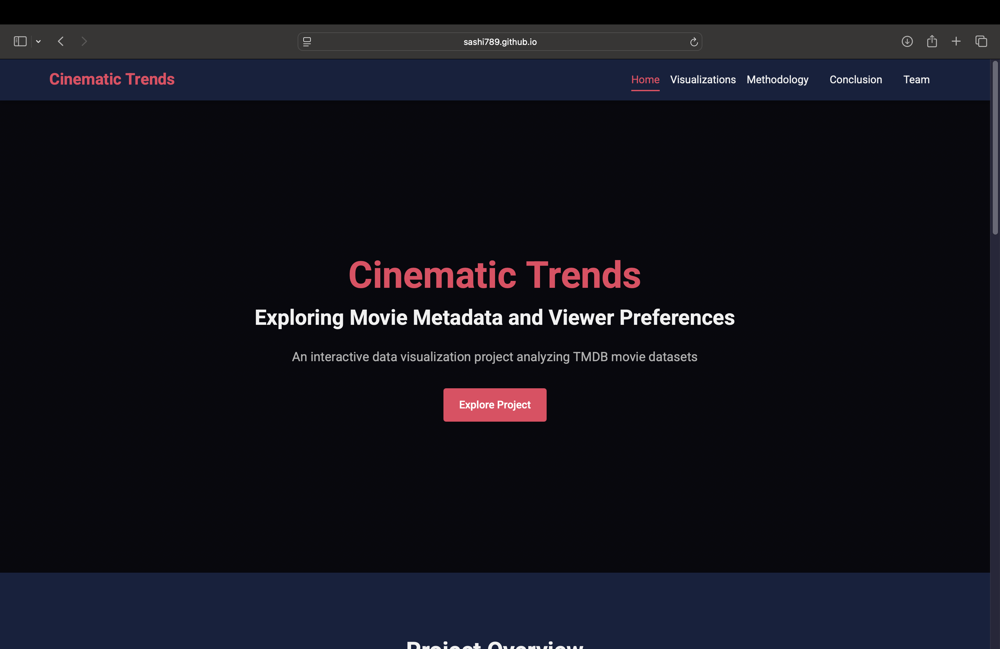 sashi789.github.io
Cinematic Trends
Home Visualizations Methodology Conclusion Team
Cinematic Trends
Exploring Movie Metadata and Viewer Preferences
An interactive data visualization project analyzing TMDB movie datasets
Explore Project
Project Overview